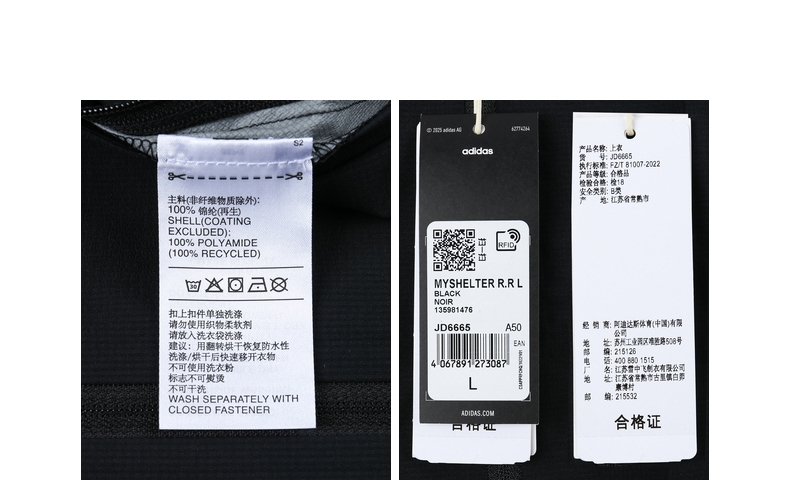 S2
主料(非纤维物质除外):
100% 锦纶(再生)
SHELL(COATING
EXCLUDED):
100% POLYAMIDE
(100% RECYCLED)
30
扣上扣件单独洗涤
请勿使用织物柔软剂
请放入洗衣袋洗涤
建议：用翻转烘干恢复防水性
洗涤/烘干后快速移开衣物
不可使用洗衣粉
标志不可熨烫
不可干洗
WASH SEPARATELY WITH
CLOSED FASTENER
© 2025 adidas AG
62774264
adidas
RFID
MYSHELTER R.R L
BLACK
NOIR
135981476
JD6665 A50
EAN
4 067891 273087
L
ADIDAS.COM
合格证
产品名称: 上衣
货 号: JD6665
执行标准: FZ/T 81007-2022
产品等级: 合格品
检验合格: 检18
安全类别: B类
产 地: 江苏省常熟市
经 销 商: 阿迪达斯体育(中国)有限
公司
地 址: 苏州工业园区堆胜路508号
邮 编: 215126
电 话: 400 880 1515
厂 名: 江苏雪中飞制衣有限公司
地 址: 江苏省常熟市古里镇白茆
康博村
邮 编: 215532
合格证